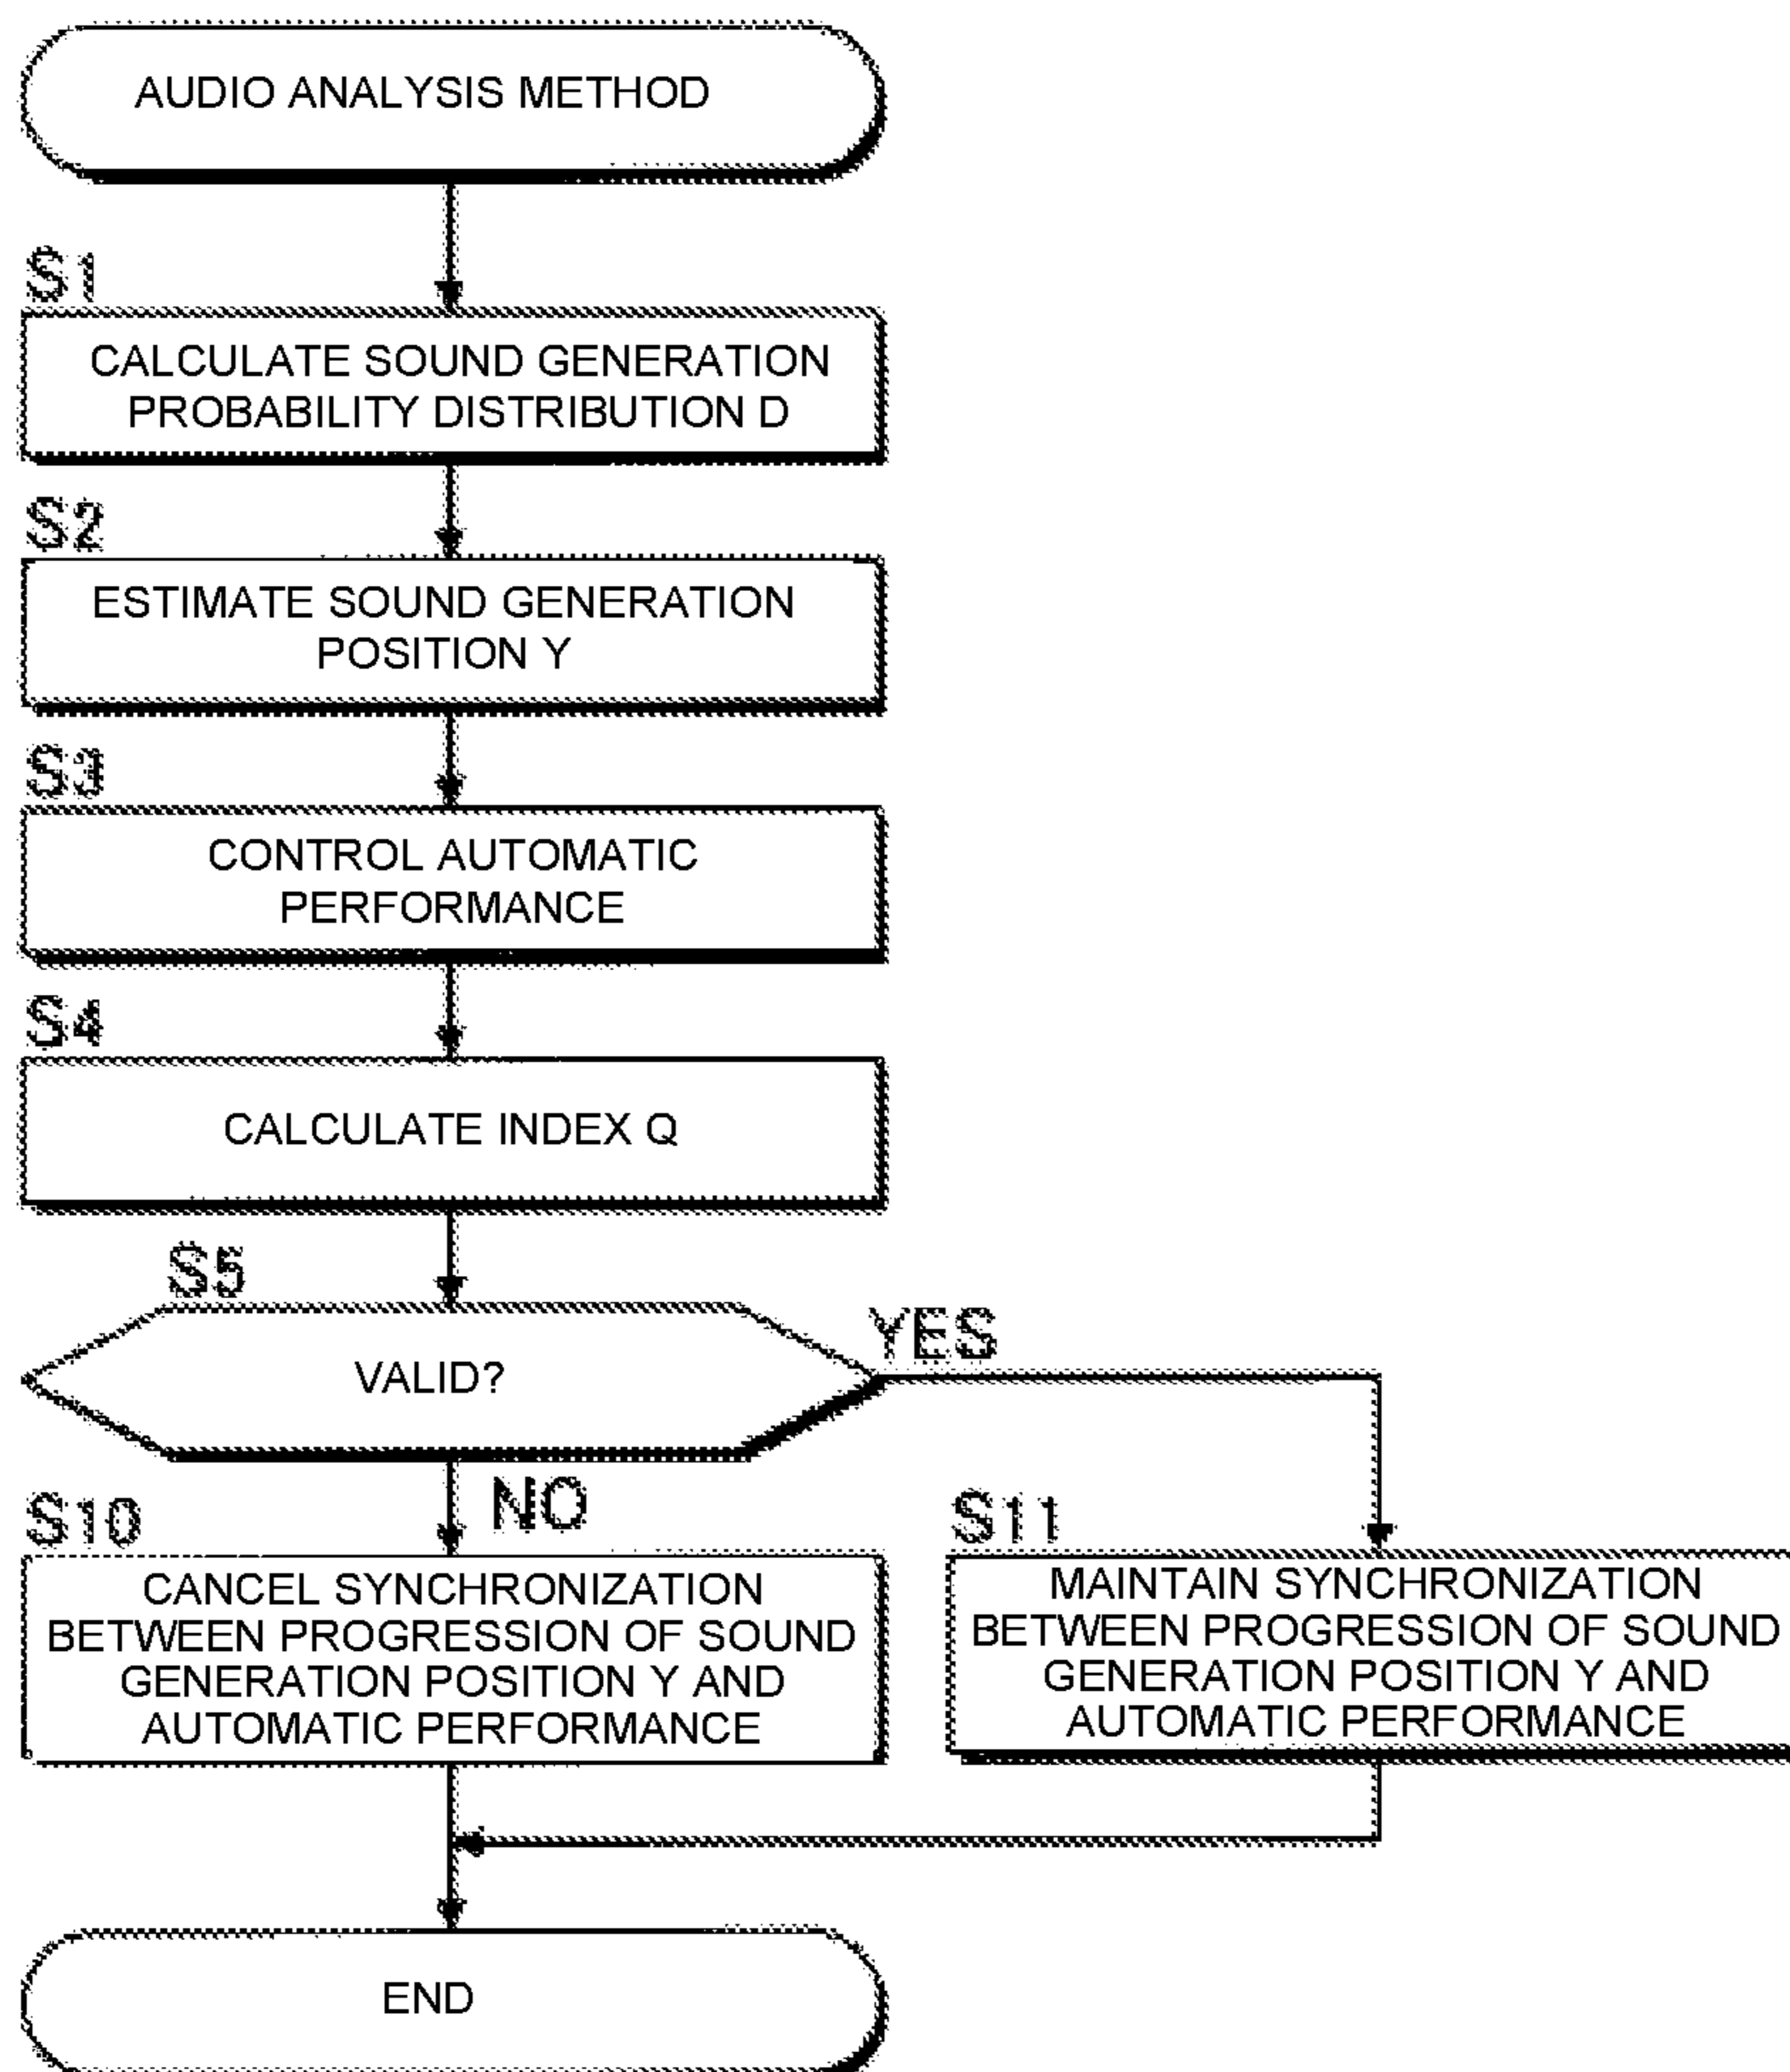 AUDIO ANALYSIS METHOD
S1
CALCULATE SOUND GENERATION
PROBABILITY DISTRIBUTION D
S2
ESTIMATE SOUND GENERATION
POSITION Y
S3
CONTROL AUTOMATIC
PERFORMANCE
S4
CALCULATE INDEX Q
S5
VALID?
YES
NO
S10
CANCEL SYNCHRONIZATION
BETWEEN PROGRESSION OF SOUND
GENERATION POSITION Y AND
AUTOMATIC PERFORMANCE
S11
MAINTAIN SYNCHRONIZATION
BETWEEN PROGRESSION OF SOUND
GENERATION POSITION Y AND
AUTOMATIC PERFORMANCE
END